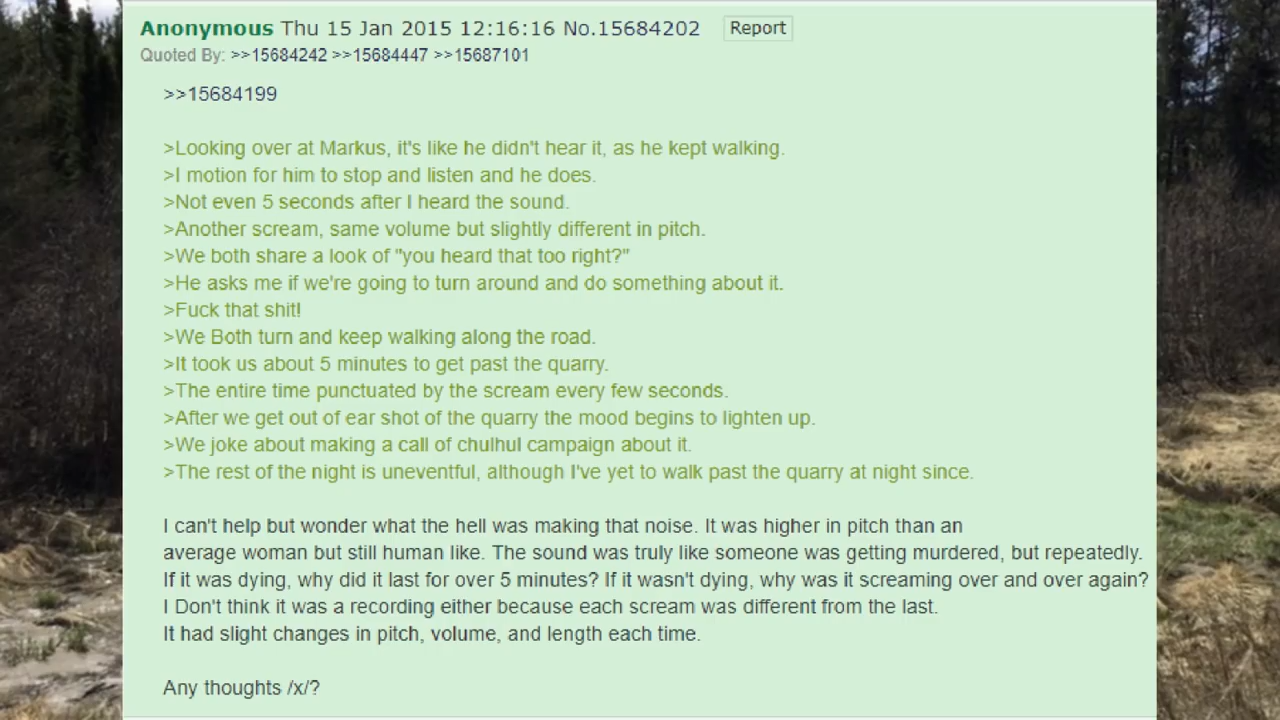 Anonymous Thu 15 Jan 2015 12:16:16 No.15684202 Report
Quoted By: >>15684242 >>15684447 >>15687101
>>15684199
>Looking over at Markus, it's like he didn't hear it, as he kept walking.
>I motion for him to stop and listen and he does.
>Not even 5 seconds after I heard the sound.
>Another scream, same volume but slightly different in pitch.
>We both share a look of "you heard that too right?"
>He asks me if we're going to turn around and do something about it.
>Fuck that shit!
>We Both turn and keep walking along the road.
>It took us about 5 minutes to get past the quarry.
>The entire time punctuated by the scream every few seconds.
>After we get out of ear shot of the quarry the mood begins to lighten up.
>We joke about making a call of chulhul campaign about it.
>The rest of the night is uneventful, although I've yet to walk past the quarry at night since.
I can't help but wonder what the hell was making that noise. It was higher in pitch than an
average woman but still human like. The sound was truly like someone was getting murdered, but repeatedly.
If it was dying, why did it last for over 5 minutes? If it wasn't dying, why was it screaming over and over again?
I Don't think it was a recording either because each scream was different from the last.
It had slight changes in pitch, volume, and length each time.
Any thoughts /x/?